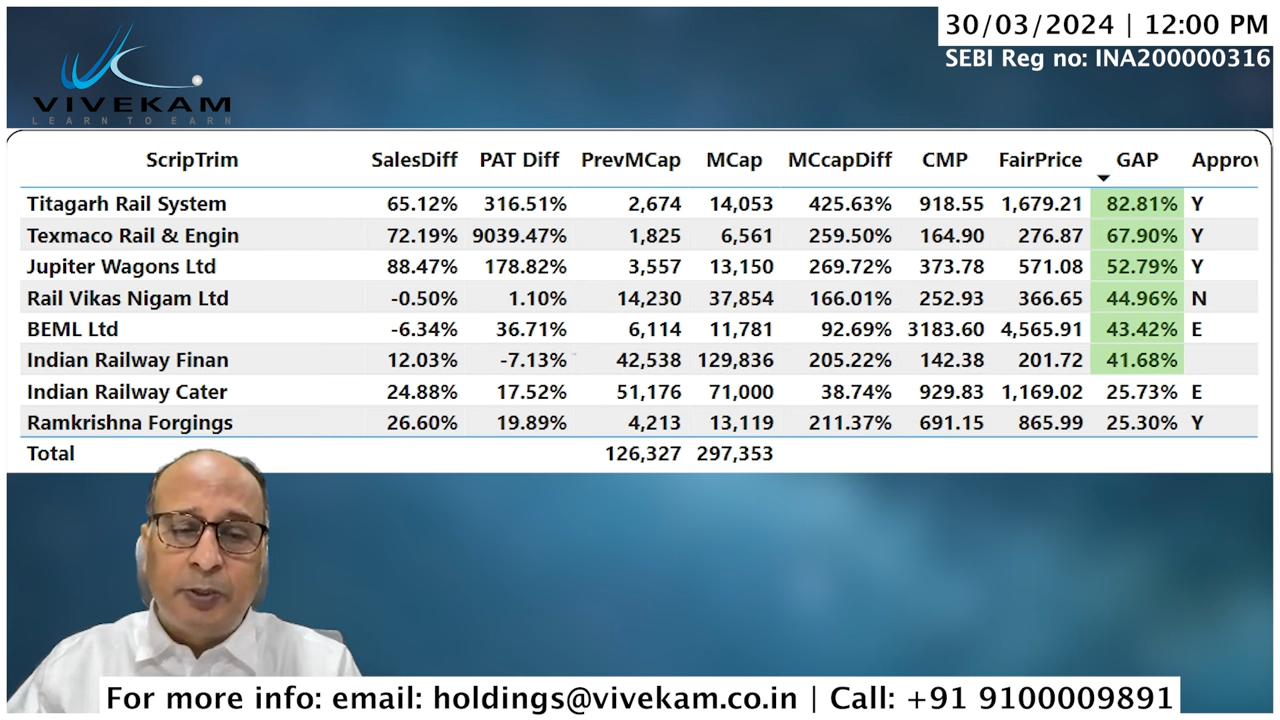 30/03/2024 | 12:00 PM
SEBI Reg no: INA200000316
VIVEKAM
LEARN TO EARN
ScripTrim SalesDiff PAT Diff PrevMCap MCap MCcapDiff CMP FairPrice GAP Approv
Titagarh Rail System 65.12% 316.51% 2,674 14,053 425.63% 918.55 1,679.21 82.81% Y
Texmaco Rail & Engin 72.19% 9039.47% 1,825 6,561 259.50% 164.90 276.87 67.90% Y
Jupiter Wagons Ltd 88.47% 178.82% 3,557 13,150 269.72% 373.78 571.08 52.79% Y
Rail Vikas Nigam Ltd -0.50% 1.10% 14,230 37,854 166.01% 252.93 366.65 44.96% N
BEML Ltd -6.34% 36.71% 6,114 11,781 92.69% 3183.60 4,565.91 43.42% E
Indian Railway Finan 12.03% -7.13% 42,538 129,836 205.22% 142.38 201.72 41.68%
Indian Railway Cater 24.88% 17.52% 51,176 71,000 38.74% 929.83 1,169.02 25.73% E
Ramkrishna Forgings 26.60% 19.89% 4,213 13,119 211.37% 691.15 865.99 25.30% Y
Total 126,327 297,353
For more info: email: holdings@vivekam.co.in | Call: +91 9100009891